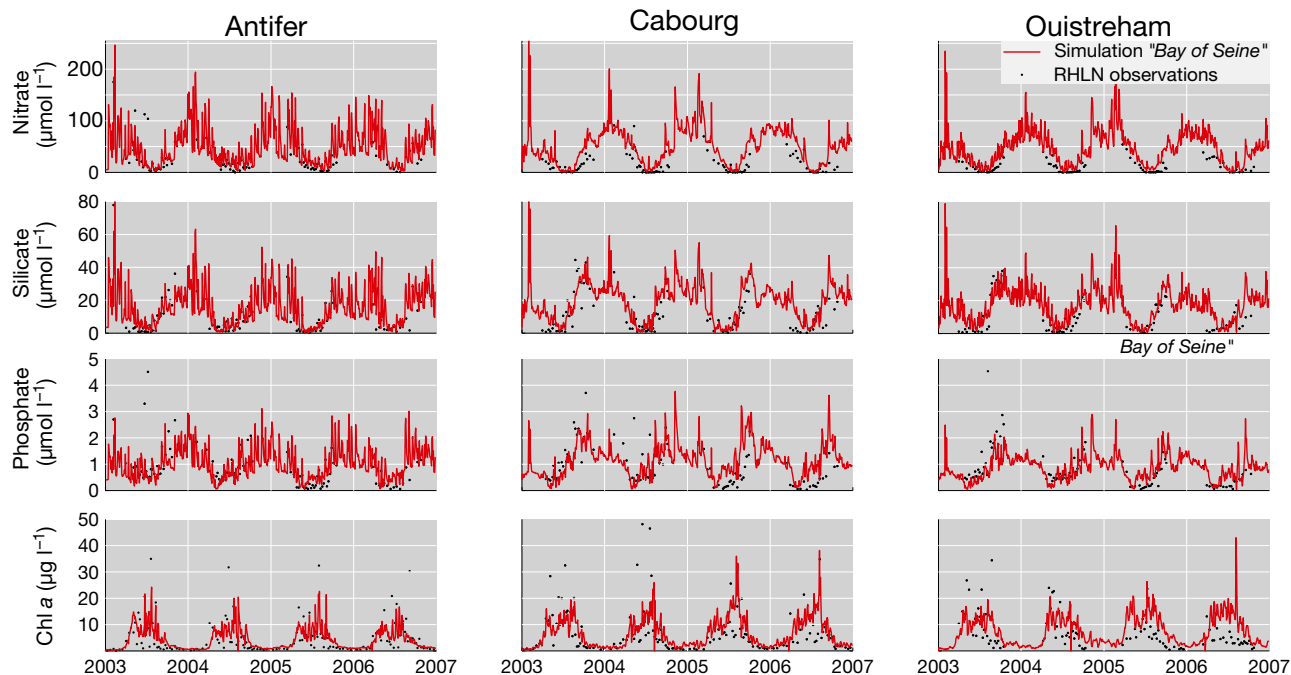 Antifer
Cabourg
Ouistreham
Simulation "Bay of Seine"
RHLN observations
Nitrate
(µmol l–1)
200
100
0
Silicate
(µmol l–1)
80
60
40
20
0
Bay of Seine"
Phosphate
(µmol l–1)
5
4
3
2
1
0
Chl a (µg l–1)
50
40
30
20
10
2003 2004 2005 2006 2007
2003 2004 2005 2006 2007
2003 2004 2005 2006 2007